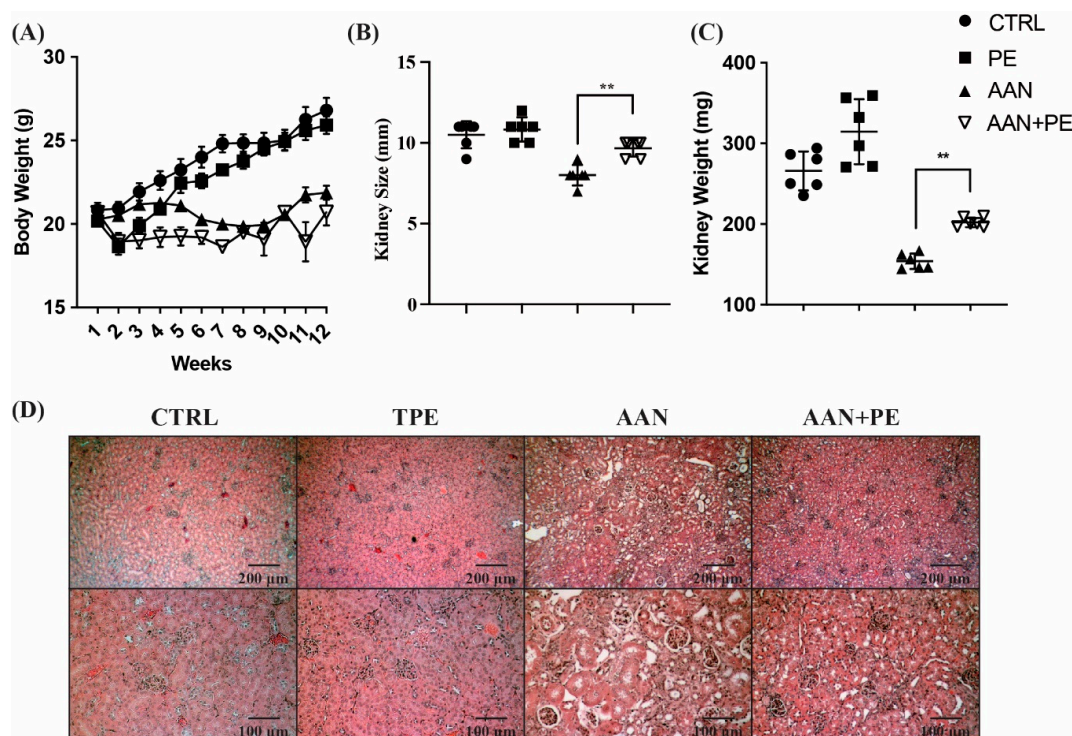 (A)
30
25
20
15
Body Weight (g)
1 2 3 4 5 6 7 8 9 10 11 12
Weeks
(B)
15
10
5
0
Kidney Size (mm)
**
(C)
400
300
200
100
Kidney Weight (mg)
**
CTRL
PE
AAN
AAN+PE
(D)
CTRL TPE AAN AAN+PE
200 µm 200 µm 200 µm 200 µm
100 µm 100 µm 100 µm 100 µm